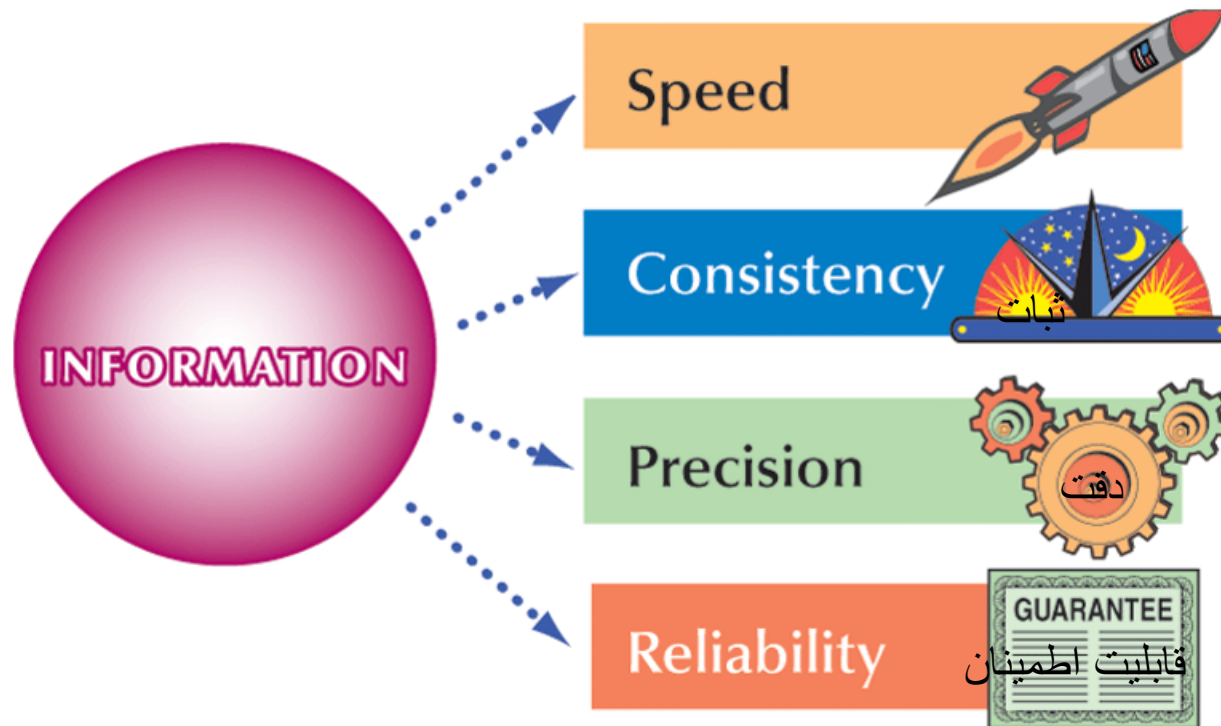 INFORMATION
Speed
Consistency
ثبات
Precision
دقت
GUARANTEE
Reliability
قابلیت اطمینان